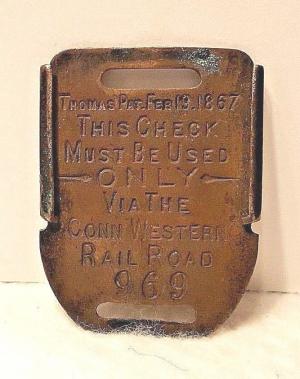 THOMAS PAT. FEB 19. 1867
THIS CHECK
MUST BE USED
ONLY
VIA THE
CONN WESTERN
RAIL ROAD
969